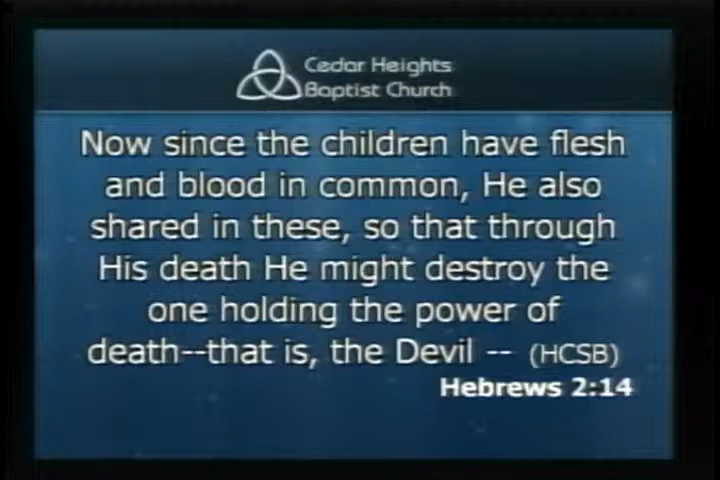 Cedar Heights
Baptist Church
Now since the children have flesh
and blood in common, He also
shared in these, so that through
His death He might destroy the
one holding the power of
death--that is, the Devil -- (HCSB)
Hebrews 2:14